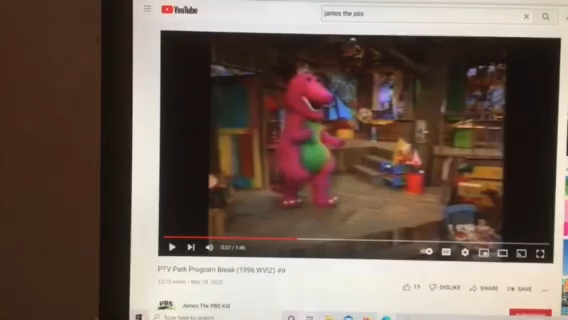 YouTube
james the pbs
0:37 / 1:46
PTV Park Program Break (1996 WVIZ) #9
13
DISLIKE
SHARE
SAVE
PBS
James The PBS Kid
Type here to search